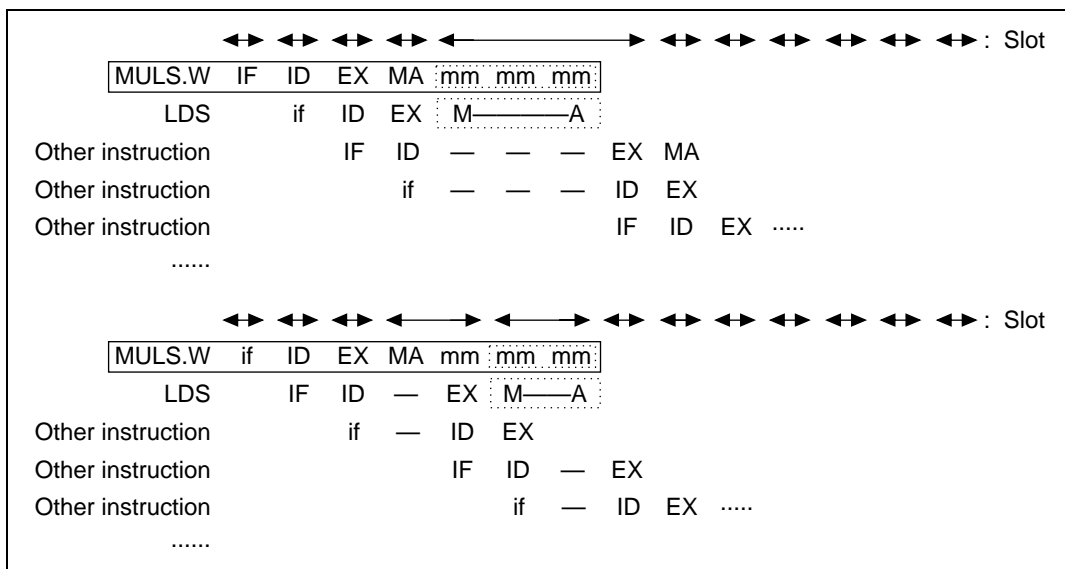 : Slot
MULS.W IF ID EX MA mm mm mm
LDS if ID EX M————A
Other instruction IF ID — — — EX MA
Other instruction if — — — ID EX
Other instruction IF ID EX .....
......
: Slot
MULS.W if ID EX MA mm mm mm
LDS IF ID — EX M——A
Other instruction if — ID EX
Other instruction IF ID — EX
Other instruction if — ID EX .....
......